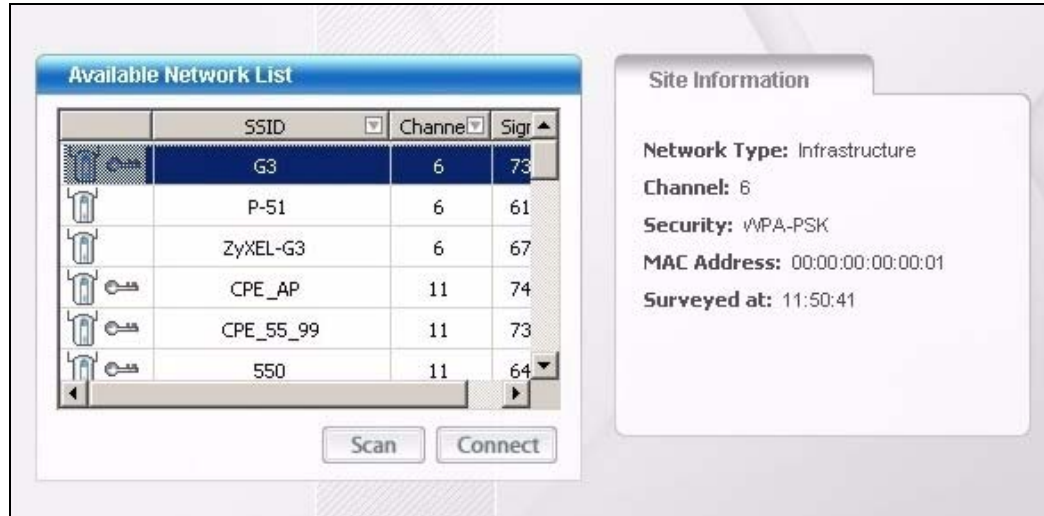 Available Network List
SSID Channe Sigr
G3 6 73
P-51 6 61
ZyXEL-G3 6 67
CPE_AP 11 74
CPE_55_99 11 73
550 11 64
Scan Connect
Site Information
Network Type: Infrastructure
Channel: 6
Security: WPA-PSK
MAC Address: 00:00:00:00:00:01
Surveyed at: 11:50:41